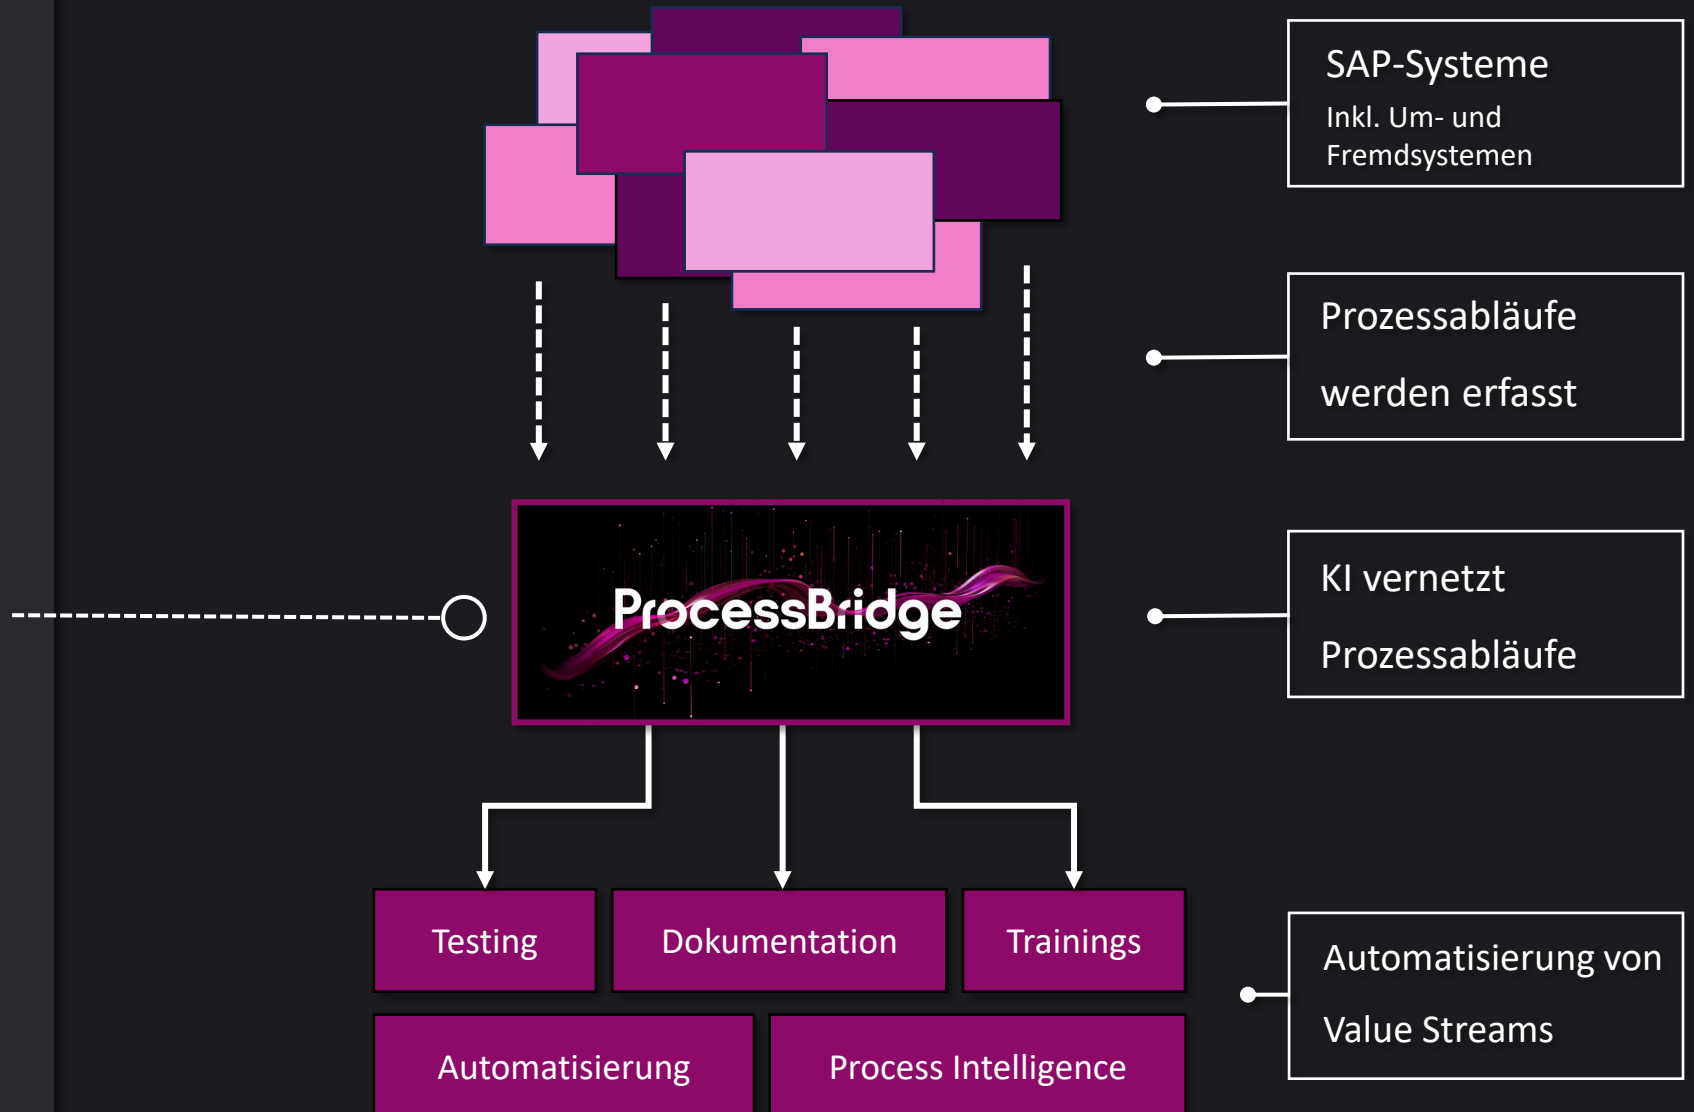 SAP-Systeme
Inkl. Um- und
Fremdsystemen
Prozessabläufe
werden erfasst
ProcessBridge
KI vernetzt
Prozessabläufe
Testing
Dokumentation
Trainings
Automatisierung von
Value Streams
Automatisierung
Process Intelligence